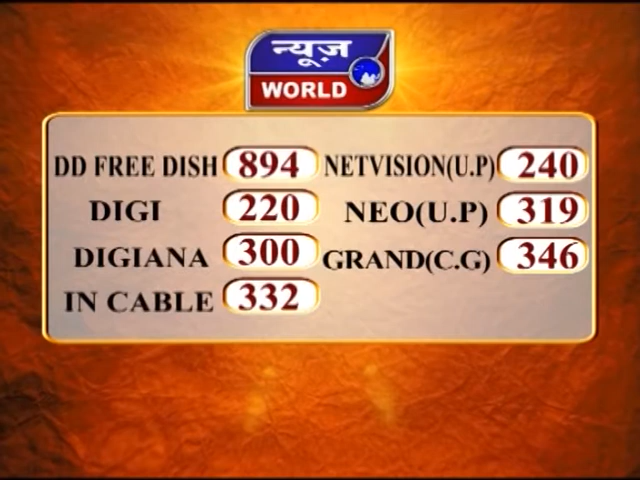 न्यूज़
WORLD
DD FREE DISH 894 NETVISION(U.P) 240
DIGI 220 NEO(U.P) 319
DIGIANA 300 GRAND(C.G) 346
IN CABLE 332